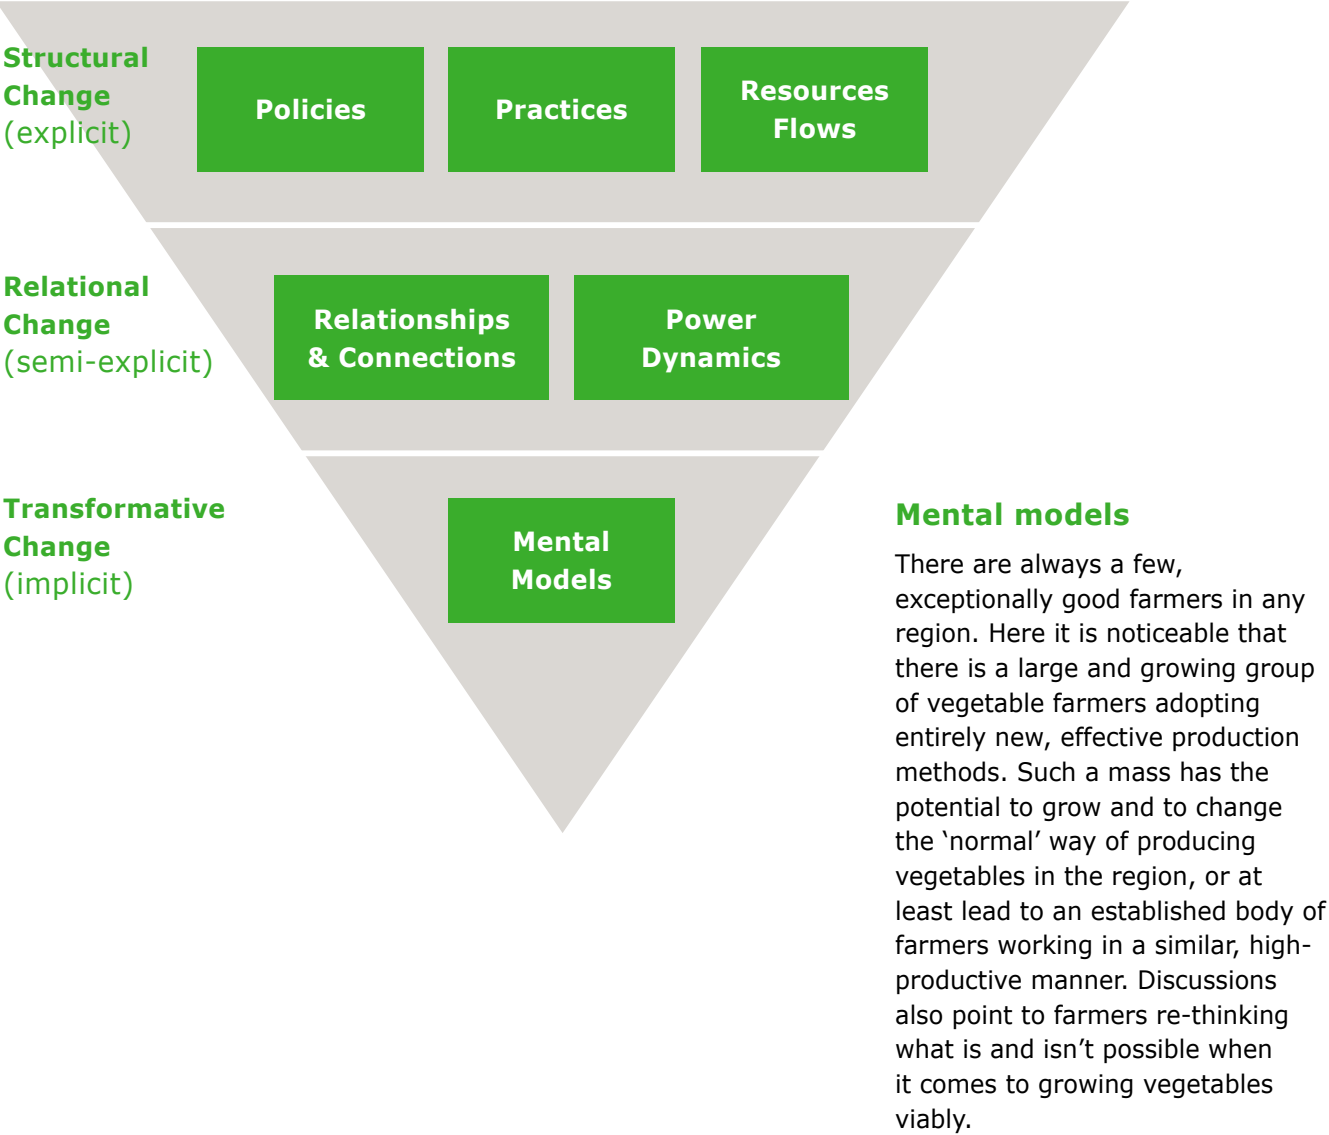 Structural
Change
(explicit)
Policies
Practices
Resources
Flows
Relational
Change
(semi-explicit)
Relationships
& Connections
Power
Dynamics
Transformative
Change
(implicit)
Mental
Models
Mental models
There are always a few,
exceptionally good farmers in any
region. Here it is noticeable that
there is a large and growing group
of vegetable farmers adopting
entirely new, effective production
methods. Such a mass has the
potential to grow and to change
the ‘normal’ way of producing
vegetables in the region, or at
least lead to an established body of
farmers working in a similar, high-
productive manner. Discussions
also point to farmers re-thinking
what is and isn’t possible when
it comes to growing vegetables
viably.